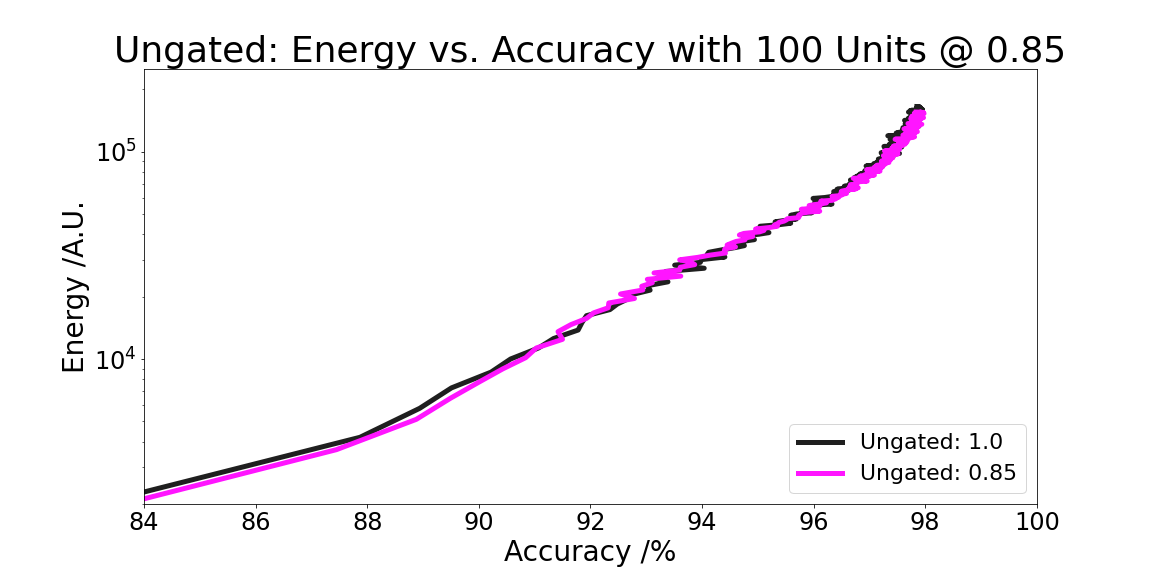 Ungated: Energy vs. Accuracy with 100 Units @ 0.85
10^5
10^4
Energy /A.U.
Ungated: 1.0
Ungated: 0.85
84 86 88 90 92 94 96 98 100
Accuracy /%